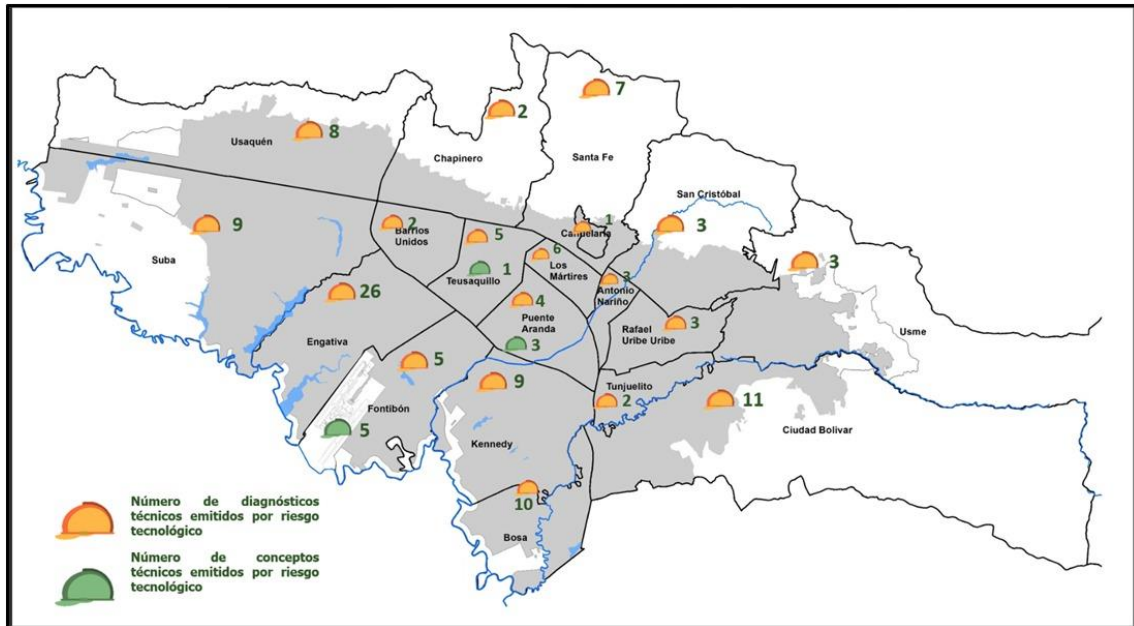 7
2
8
Usaquén
Chapinero
Santa Fe
San Cristóbal
9
2
Barrios
Unidos
5
1
Candelaria
3
Suba
1
Teusaquillo
6
Los
Mártires
3
26
4
Puente
Aranda
3
Antonio
Nariño
3
Rafael
Uribe Uribe
Usme
Engativa
3
5
9
Tunjuelito
2
11
Fontibón
5
Kennedy
Ciudad Bolivar
10
Bosa
Número de diagnósticos
técnicos emitidos por riesgo
tecnológico
Número de conceptos
técnicos emitidos por riesgo
tecnológico